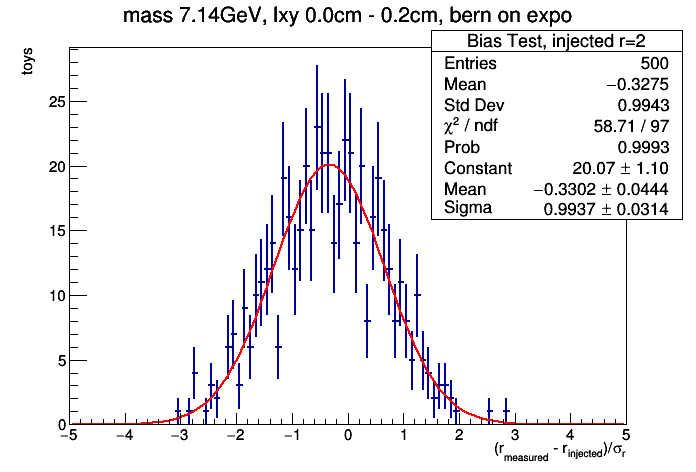 mass 7.14GeV, lxy 0.0cm - 0.2cm, bern on expo
Bias Test, injected r=2
Entries 500
Mean −0.3275
Std Dev 0.9943
χ² / ndf 58.71 / 97
Prob 0.9993
Constant 20.07 ± 1.10
Mean −0.3302 ± 0.0444
Sigma 0.9937 ± 0.0314
toys
25
20
15
10
5
0
−5 −4 −3 −2 −1 0 1 2 3 4 5
(r_measured - r_injected)/σ_r